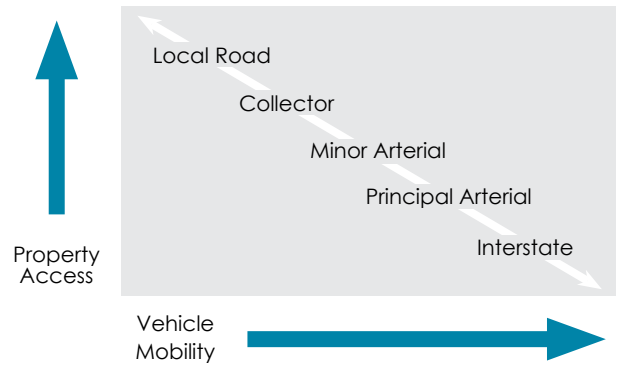 Local Road
Collector
Minor Arterial
Principal Arterial
Interstate
Property
Access
Vehicle
Mobility